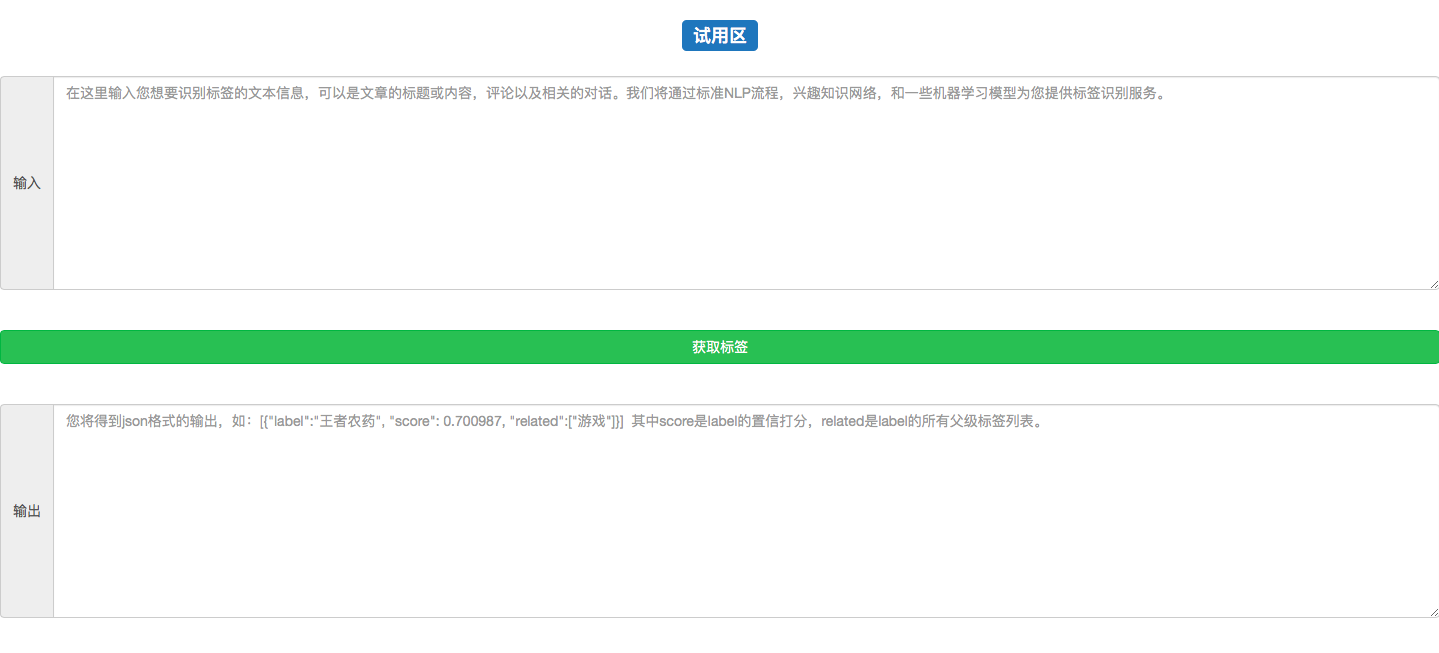 试用区
在这里输入您想要识别标签的文本信息，可以是文章的标题或内容，评论以及相关的对话。我们将通过标准NLP流程，兴趣知识网络，和一些机器学习模型为您提供标签识别服务。
输入
获取标签
您将得到json格式的输出，如：[{"label":"王者农药", "score": 0.700987, "related":["游戏"]}] 其中score是label的置信打分，related是label的所有父级标签列表。
输出